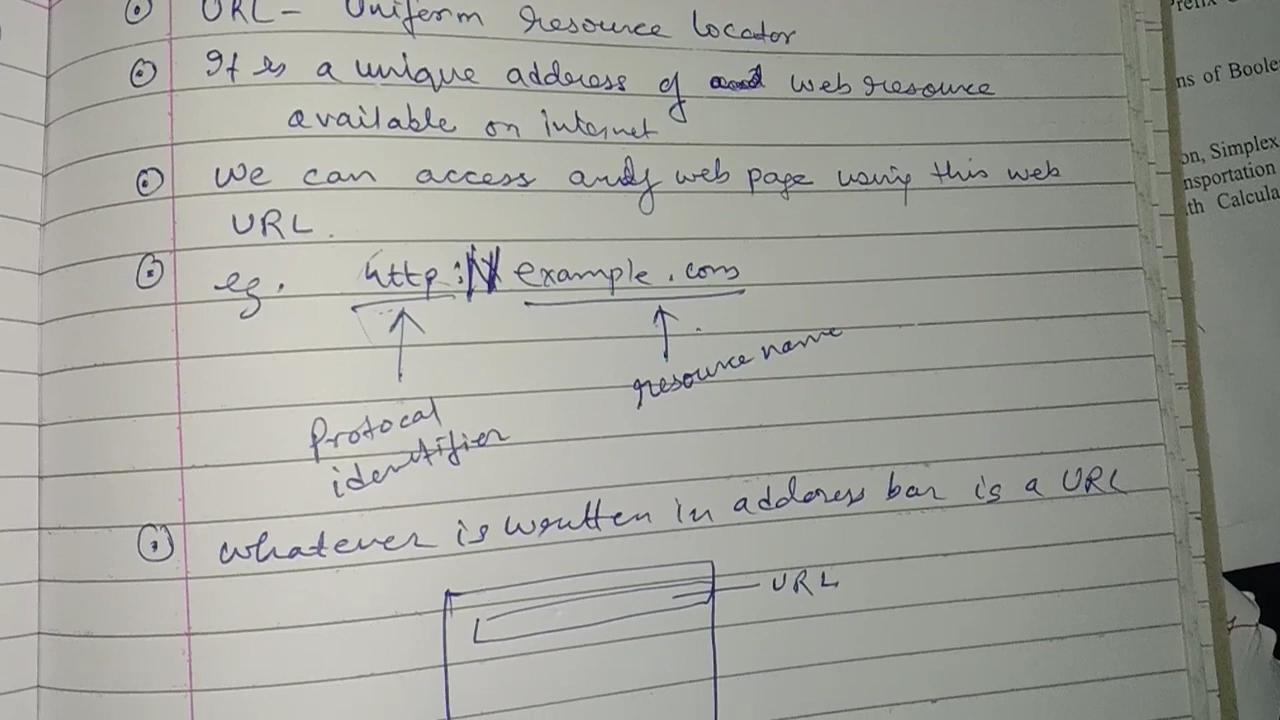 URL - Uniform resource locator
It is a unique address of web resource
available on internet
We can access any web page using this web
URL.
eg. http:// example.com
resource name
Protocal
identifier
whatever is written in address bar is a URL
URL
ns of Boole
on, Simplex
nsportation
th Calcula